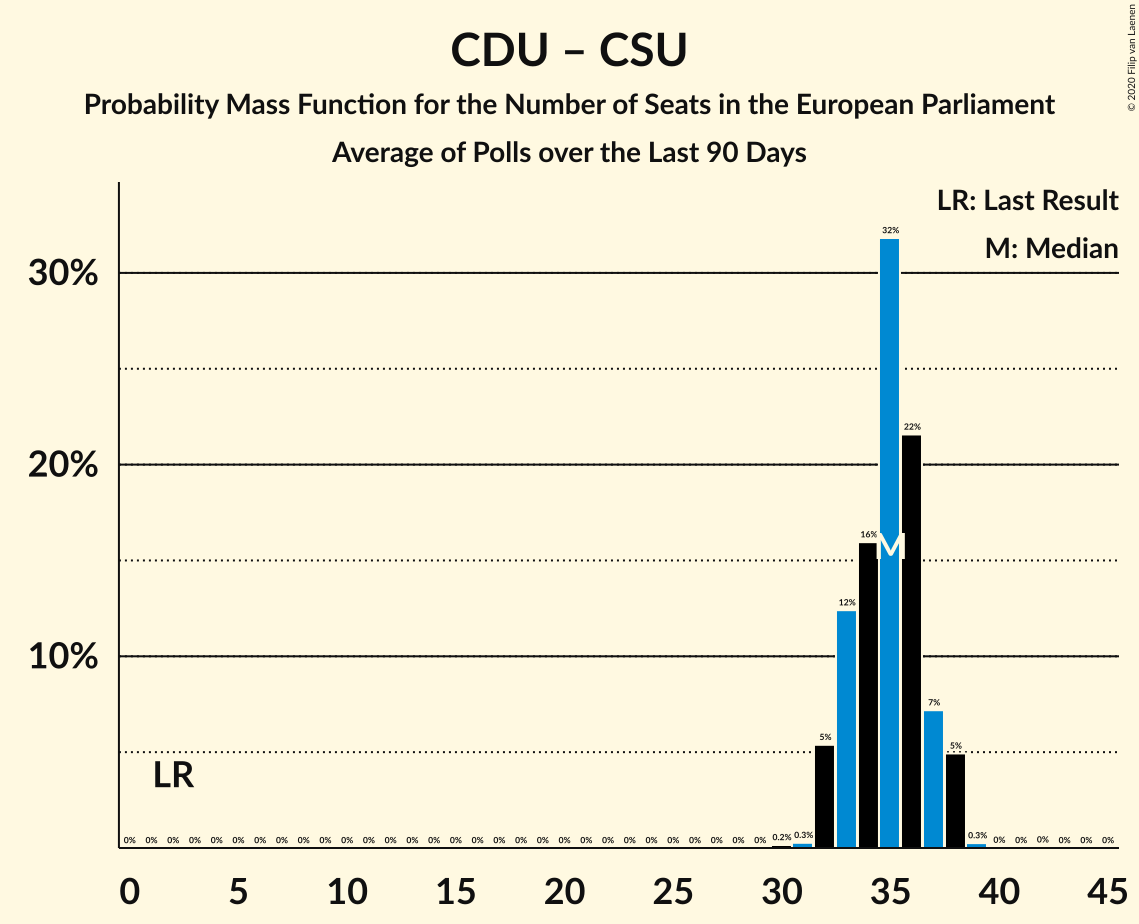 CDU – CSU
Probability Mass Function for the Number of Seats in the European Parliament
Average of Polls over the Last 90 Days
© 2020 Filip van Laenen
LR: Last Result
M: Median
32%
30%
22%
20%
16%
M
12%
10%
7%
5%
5%
LR
0% 0% 0% 0% 0% 0% 0% 0% 0% 0% 0% 0% 0% 0% 0% 0% 0% 0% 0% 0% 0% 0% 0% 0% 0% 0% 0% 0% 0% 0% 0.2% 0.3% 0.3% 0% 0% 0% 0% 0% 0%
0 5 10 15 20 25 30 35 40 45